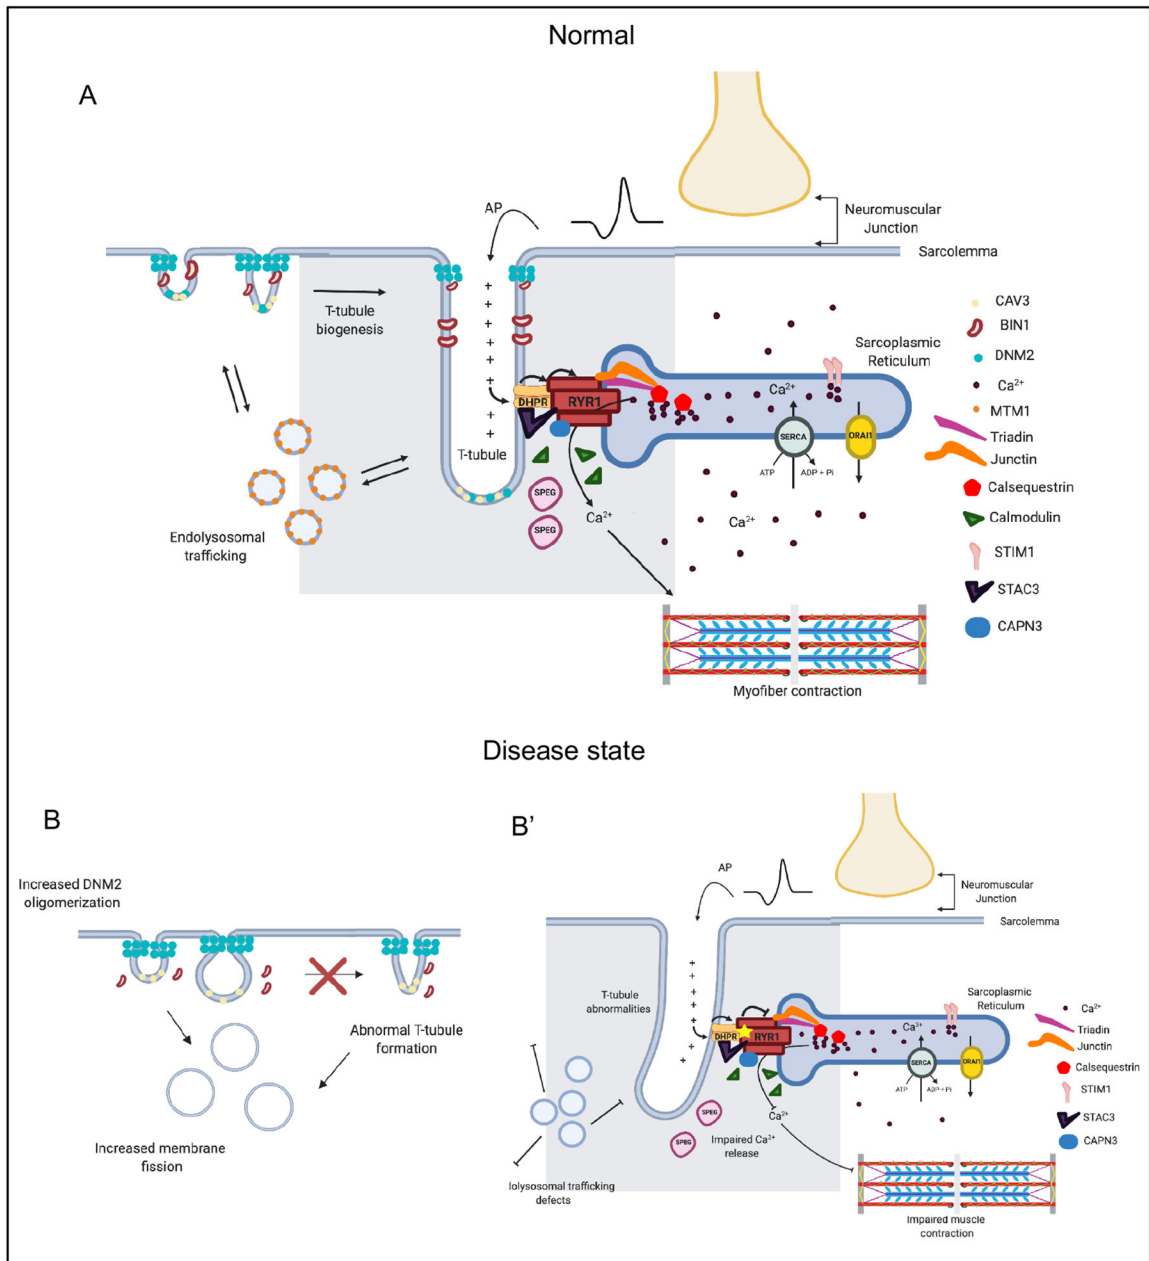 Normal
A
AP
Neuromuscular
Junction
Sarcolemma
T-tubule
biogenesis
+
+
+
+
+
+
+
+
Sarcoplasmic
Reticulum
Ca²⁺
DHPR
RYR1
SERCA
ORAI1
ATP
ADP + Pi
T-tubule
SPEG
SPEG
Ca²⁺
Ca²⁺
Endolysosomal
trafficking
Myofiber contraction
CAV3
BIN1
DNM2
Ca²⁺
MTM1
Triadin
Junctin
Calsequestrin
Calmodulin
STIM1
STAC3
CAPN3
Disease state
B
Increased DNM2
oligomerization
Abnormal T-tubule
formation
Increased membrane
fission
B’
AP
Neuromuscular
Junction
Sarcolemma
T-tubule
abnormalities
+
+
+
+
+
+
+
Sarcoplasmic
Reticulum
Ca²⁺
DHPR
RYR1
SERCA
ORAI1
ATP
ADP + Pi
SPEG
SPEG
Ca²⁺
Impaired Ca²⁺
release
lolysosomal trafficking
defects
Impaired muscle
contraction
Ca²⁺
Triadin
Junctin
Calsequestrin
STIM1
STAC3
CAPN3